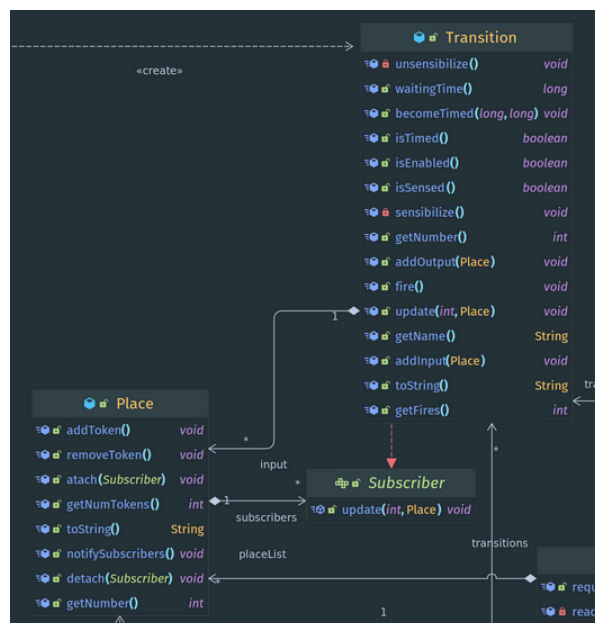 Transition
«create»
unsensibilize() void
waitingTime() long
becomeTimed(long, long) void
isTimed() boolean
isEnabled() boolean
isSensed() boolean
sensibilize() void
getNumber() int
addOutput(Place) void
fire() void
update(int, Place) void
1
getName() String
addInput(Place) void
toString() String
tra
getFires() int
Place
addToken() void
removeToken() void
*
*
input
atach(Subscriber) void
getNumTokens() int
1
*
subscribers
toString() String
notifySubscribers() void
detach(Subscriber) void
getNumber() int
Subscriber
update(int, Place) void
placeList
*
transitions
requ
read
1